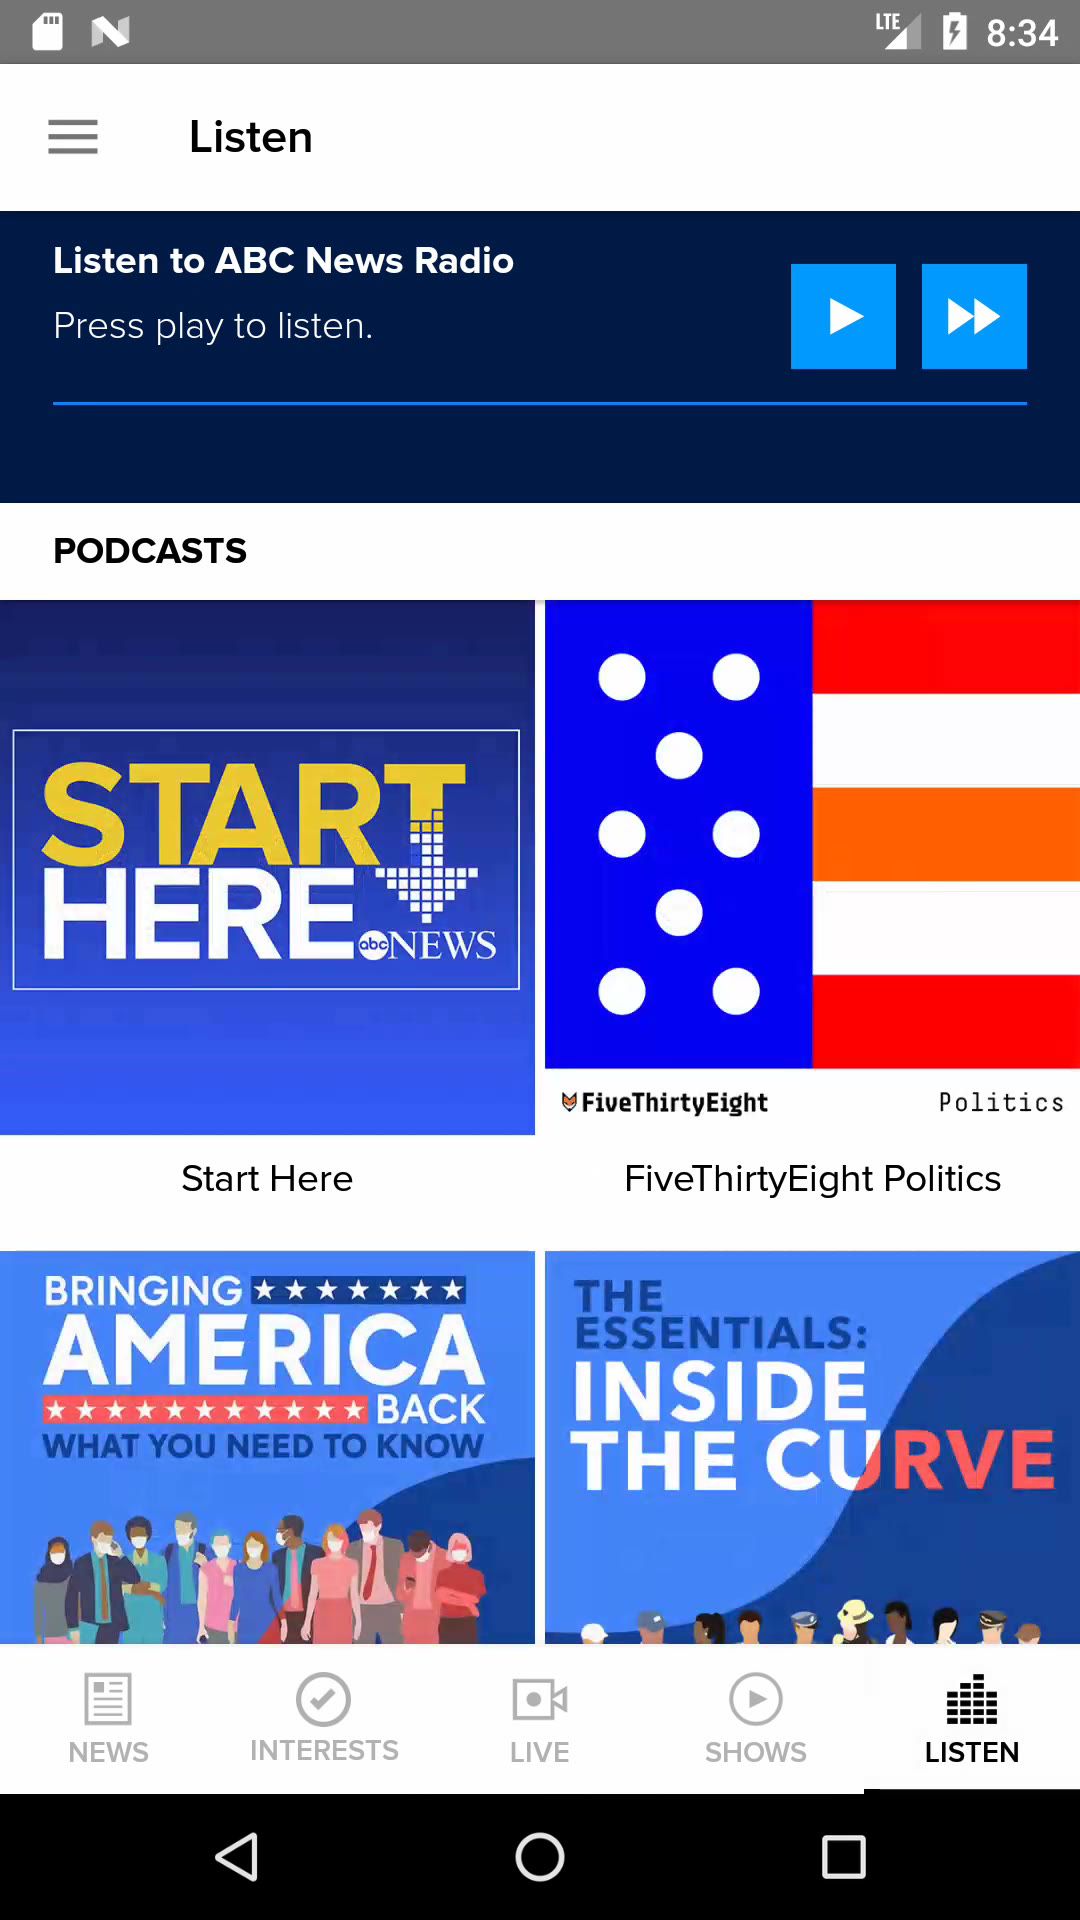 LTE 8:34
Listen
Listen to ABC News Radio
Press play to listen.
PODCASTS
START
HERE
abc NEWS
FiveThirtyEight Politics
Start Here
FiveThirtyEight Politics
BRINGING
AMERICA
BACK
WHAT YOU NEED TO KNOW
THE
ESSENTIALS:
INSIDE
THE CURVE
NEWS
INTERESTS
LIVE
SHOWS
LISTEN